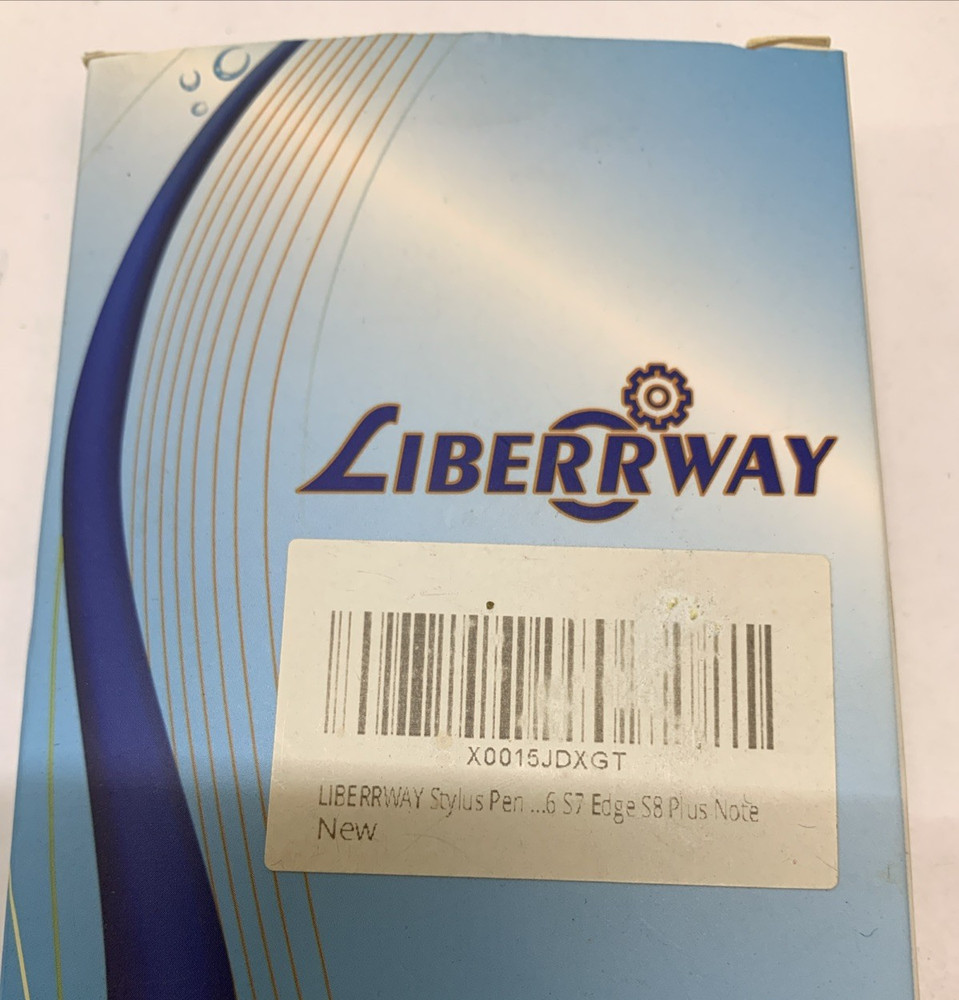 LIBERRWAY
X0015JDXGT
LIBERRWAY Stylus Pen ...6 S7 Edge S8 Plus Note
New